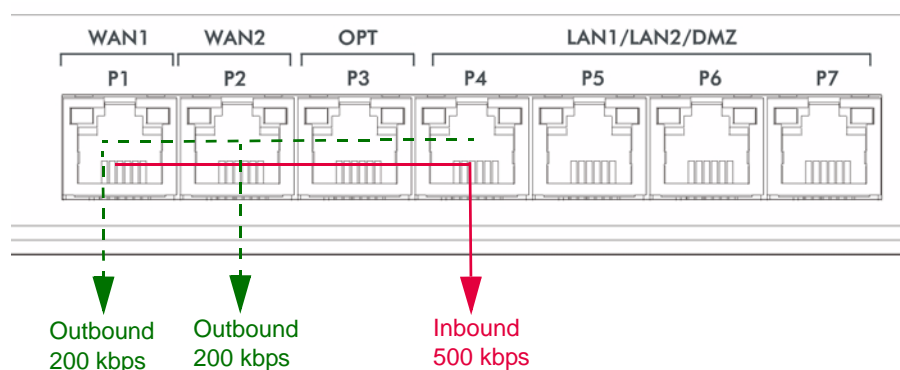 WAN1 WAN2 OPT LAN1/LAN2/DMZ
P1 P2 P3 P4 P5 P6 P7
Outbound Outbound Inbound
200 kbps 200 kbps 500 kbps